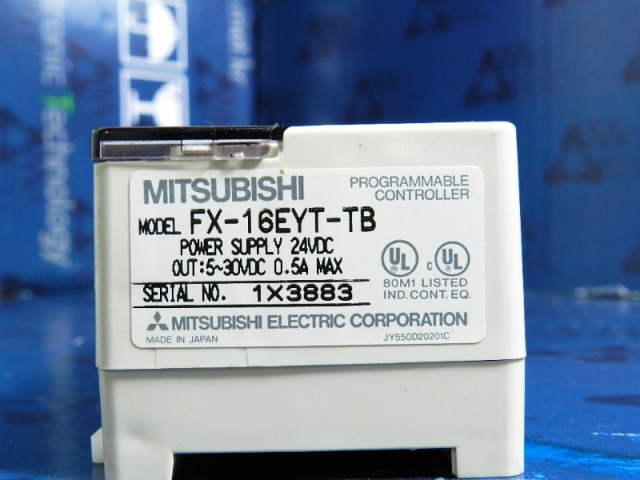 MITSUBISHI
PROGRAMMABLE
CONTROLLER
MODEL FX-16EYT-TB
POWER SUPPLY 24VDC
OUT:5~30VDC 0.5A MAX
UL
c UL
80M1 LISTED
IND.CONT.EQ.
SERIAL NO. 1X3883
MITSUBISHI ELECTRIC CORPORATION
MADE IN JAPAN
JY550D20201C
Technology